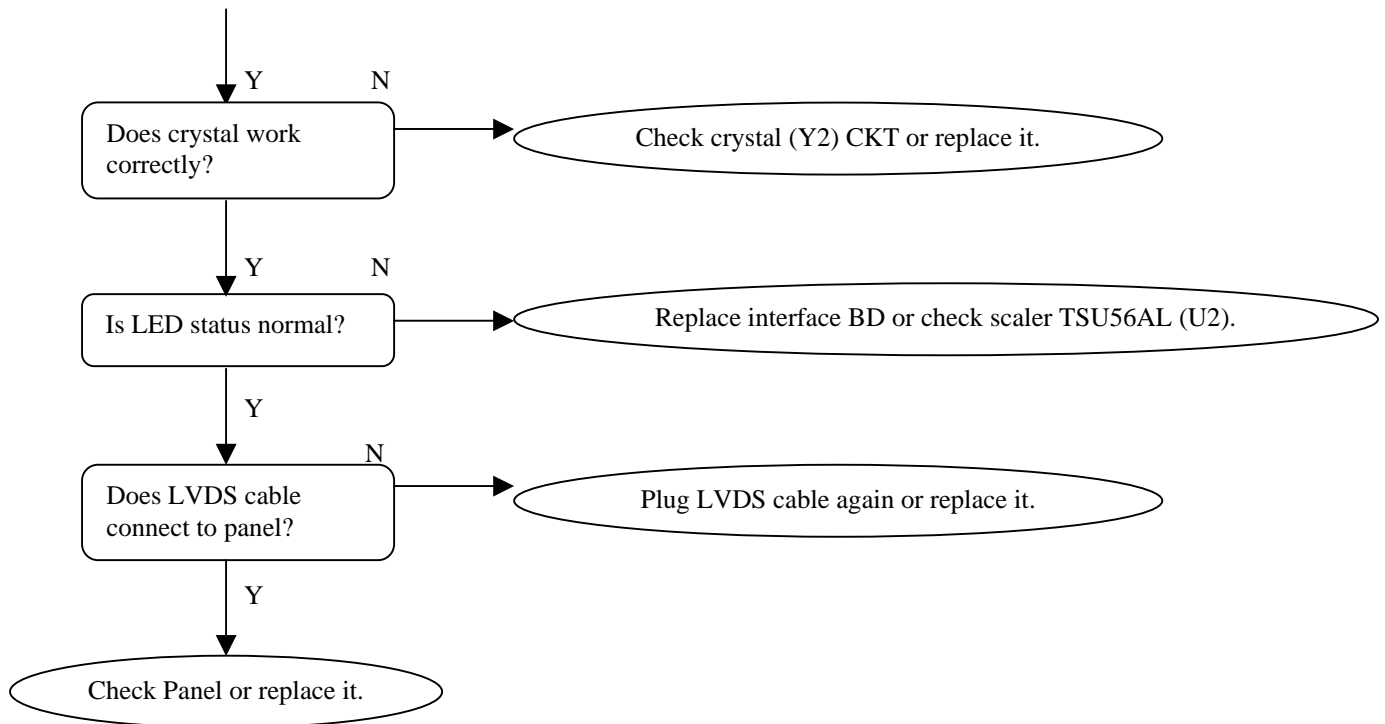 Y N
Does crystal work
correctly?
Check crystal (Y2) CKT or replace it.
Y N
Is LED status normal?
Replace interface BD or check scaler TSU56AL (U2).
Y
N
Does LVDS cable
connect to panel?
Plug LVDS cable again or replace it.
Y
Check Panel or replace it.